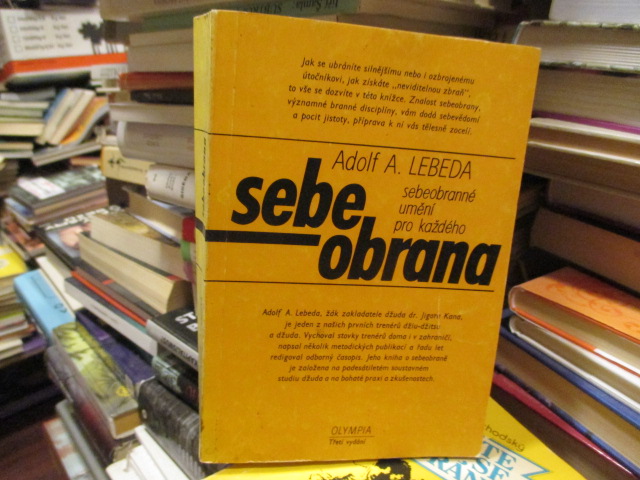 Jak se ubráníte silnějšímu nebo i ozbrojenému
útočníkovi, jak získáte „neviditelnou zbraň",
to vše se dozvíte v této knížce. Znalost sebeobrany,
významné branné disciplíny, vám dodá sebevědomí
a pocit jistoty, příprava k ní vás tělesně zocelí.
Adolf A. LEBEDA
sebe
sebeobranné
umění
pro každého
obrana
Adolf A. Lebeda, žák zakladatele džuda dr. Jigora Kana,
je jeden z našich prvních trenérů džiu-džitsu
a džuda. Vychoval stovky trenérů doma i v zahraničí,
napsal několik metodických publikací a řadu let
redigoval odborný časopis. Jeho kniha o sebeobraně
je založena na padesátiletém soustavném
studiu džuda a na bohaté praxi a zkušenostech.
OLYMPIA
Třetí vydání